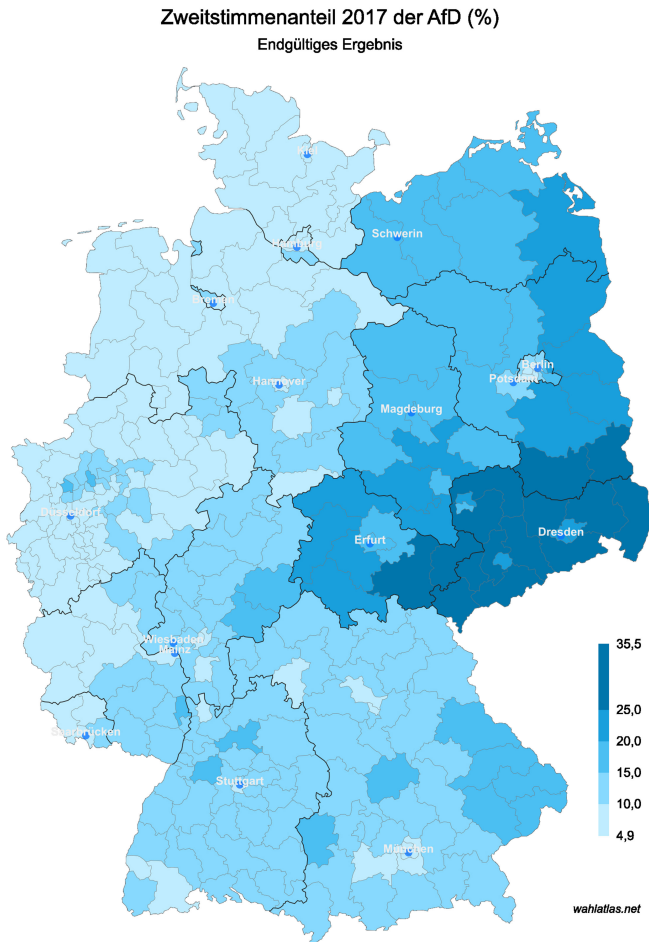 Zweitstimmenanteil 2017 der AfD (%)
Endgültiges Ergebnis
Kiel
Schwerin
Hamburg
Bremen
Berlin
Hannover
Potsdam
Magdeburg
Düsseldorf
Erfurt
Dresden
Wiesbaden
Mainz
Saarbrücken
Stuttgart
München
35,5
25,0
20,0
15,0
10,0
4,9
wahlatlas.net